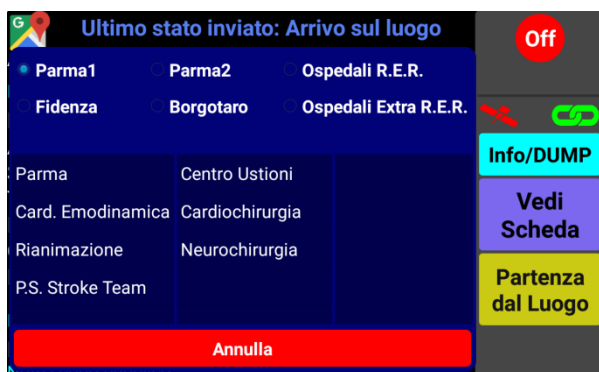 G
Ultimo stato inviato: Arrivo sul luogo
Off
Parma1 Parma2 Ospedali R.E.R.
Fidenza Borgotaro Ospedali Extra R.E.R.
Info/DUMP
Parma Centro Ustioni
Card. Emodinamica Cardiochirurgia
Rianimazione Neurochirurgia
P.S. Stroke Team
Vedi
Scheda
Partenza
dal Luogo
Annulla